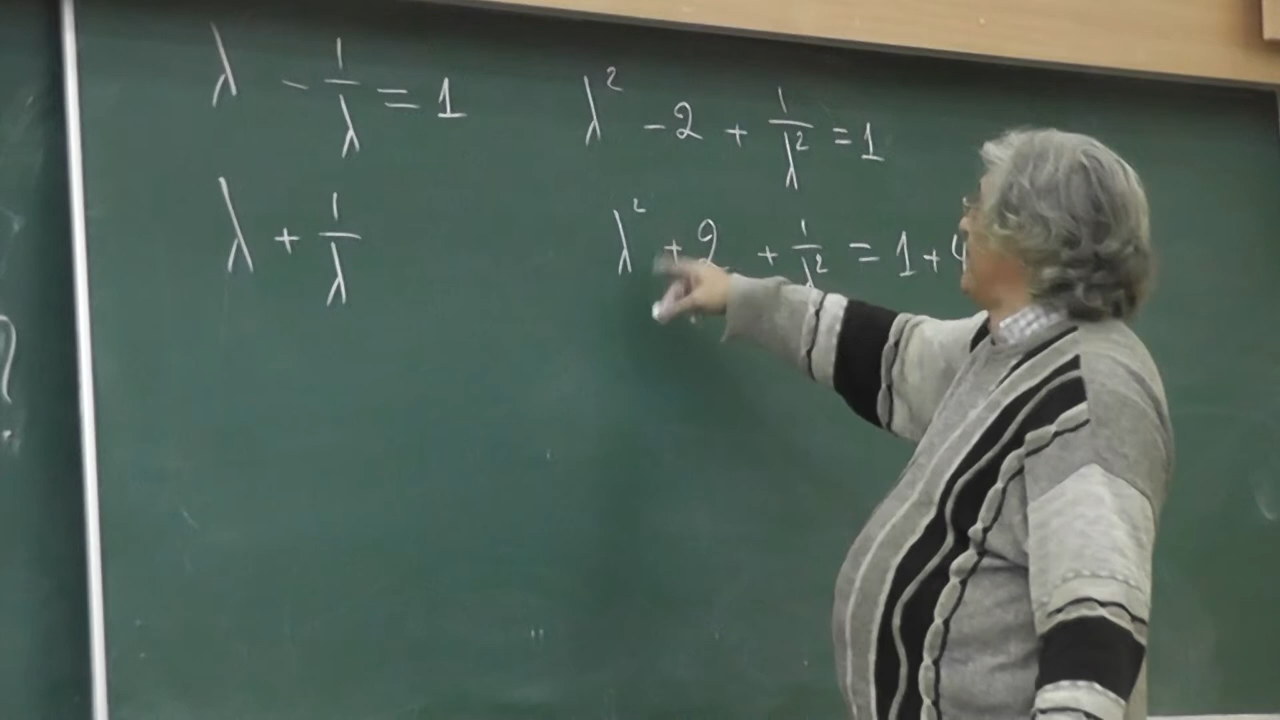 λ - 1/λ = 1
λ + 1/λ
λ² - 2 + 1/λ² = 1
λ² + 2 + 1/λ² = 1 + 4